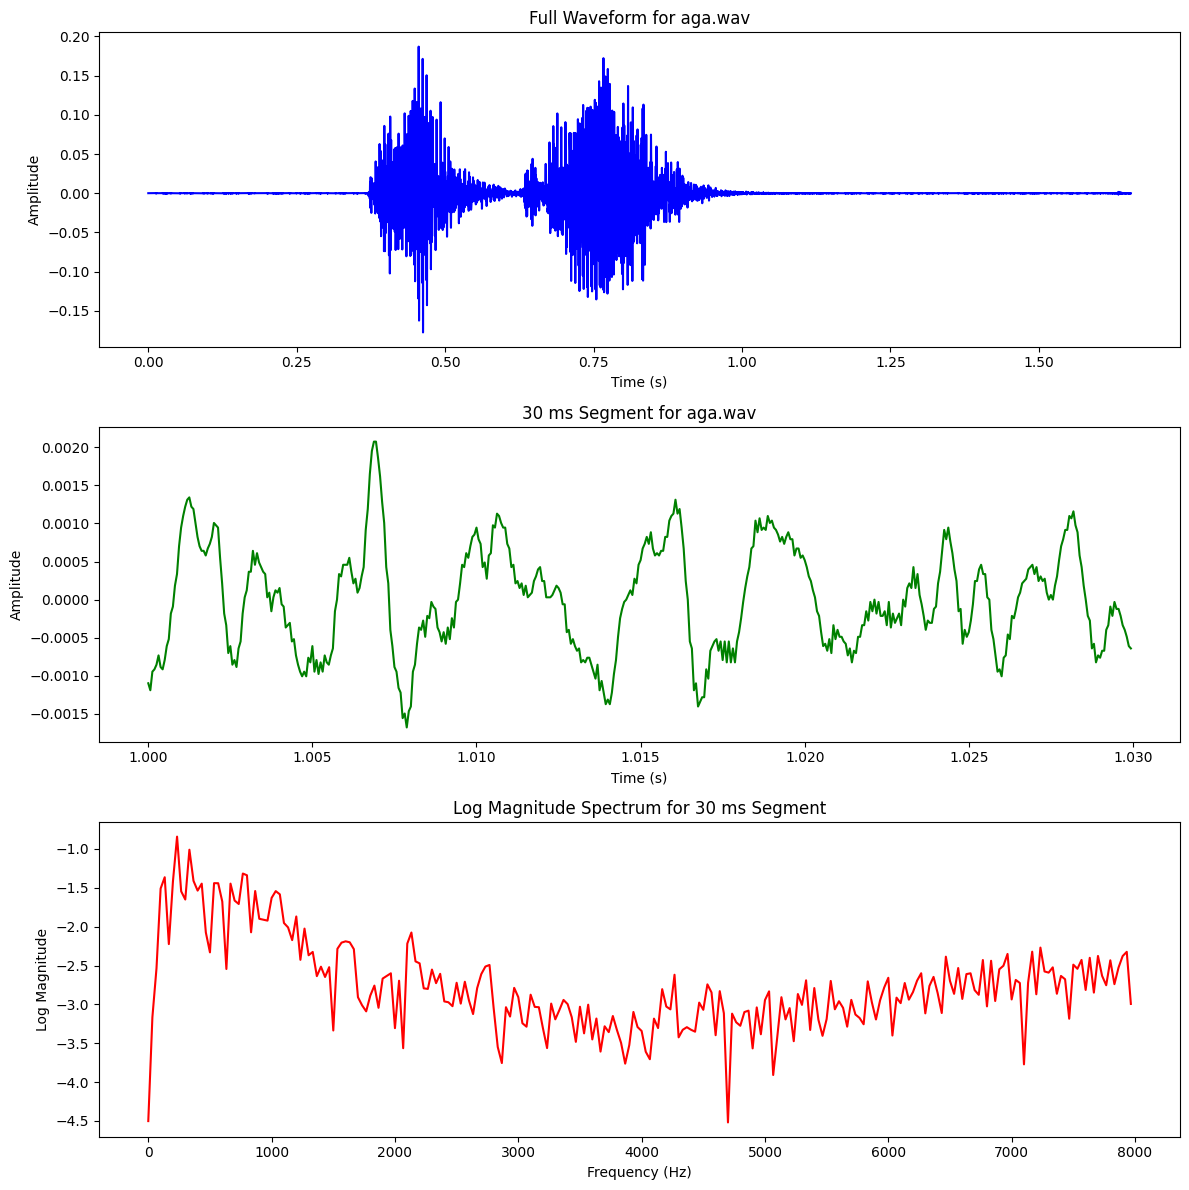 Full Waveform for aga.wav
0.20
0.15
0.10
0.05
0.00
−0.05
−0.10
−0.15
Amplitude
0.00 0.25 0.50 0.75 1.00 1.25 1.50
Time (s)
30 ms Segment for aga.wav
0.0020
0.0015
0.0010
0.0005
0.0000
−0.0005
−0.0010
−0.0015
Amplitude
1.000 1.005 1.010 1.015 1.020 1.025 1.030
Time (s)
Log Magnitude Spectrum for 30 ms Segment
−1.0
−1.5
−2.0
−2.5
−3.0
−3.5
−4.0
−4.5
Log Magnitude
0 1000 2000 3000 4000 5000 6000 7000 8000
Frequency (Hz)